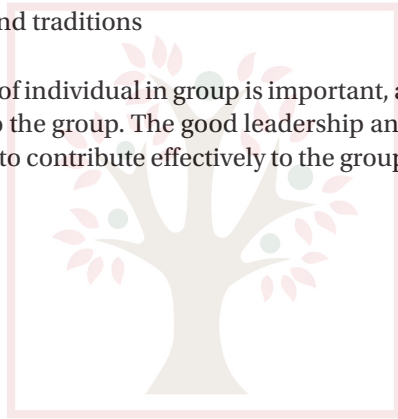 nd traditions
of individual in group is important, a
o the group. The good leadership an
to contribute effectively to the group